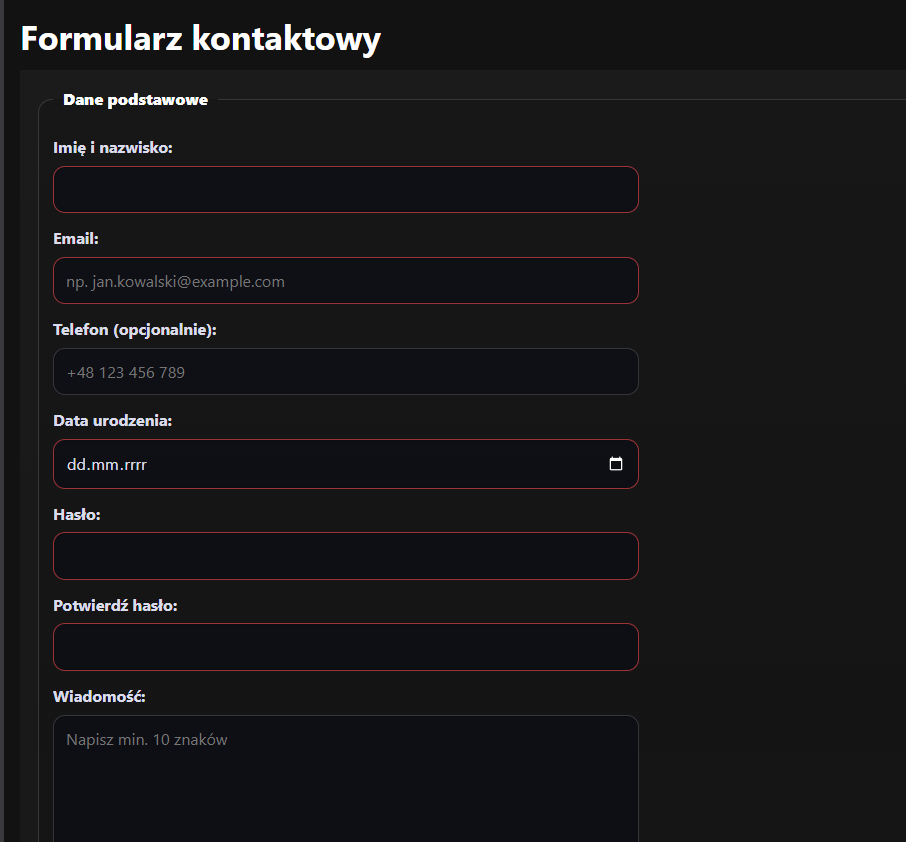 Formularz kontaktowy
Dane podstawowe
Imię i nazwisko:
Email:
np. jan.kowalski@example.com
Telefon (opcjonalnie):
+48 123 456 789
Data urodzenia:
dd.mm.rrrr
Hasło:
Potwierdź hasło:
Wiadomość:
Napisz min. 10 znaków